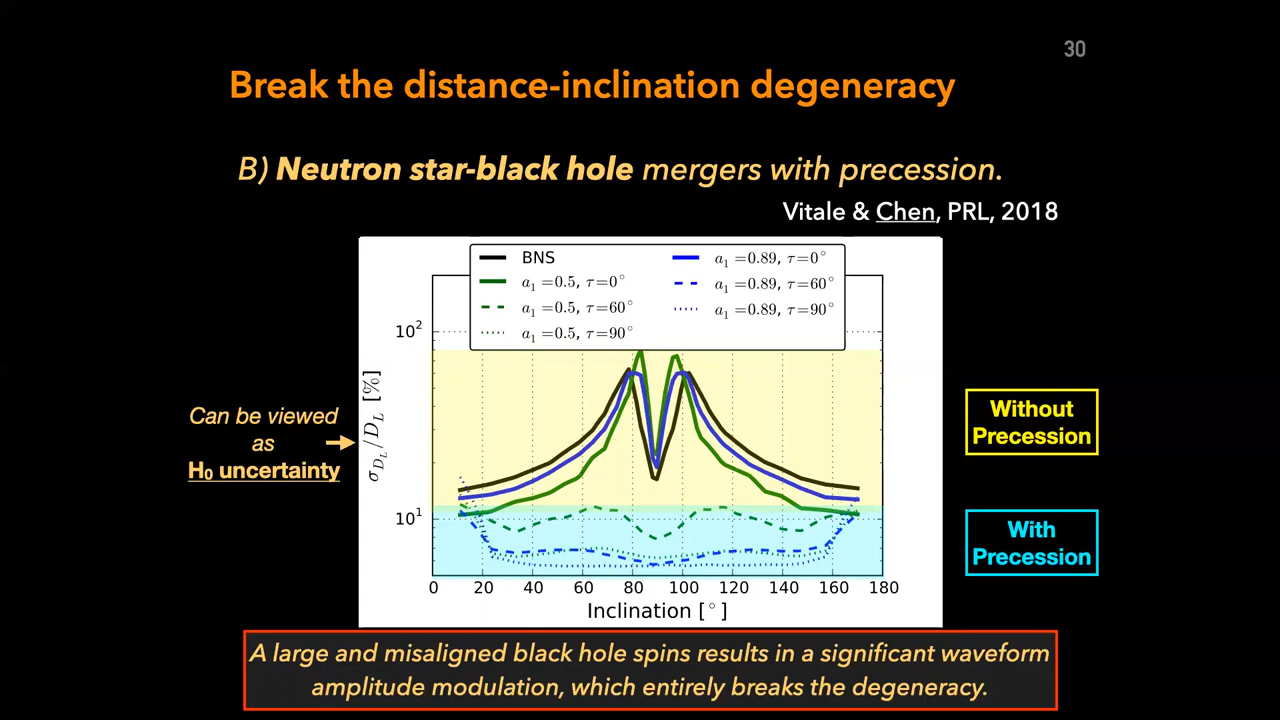 30
Break the distance-inclination degeneracy
B) Neutron star-black hole mergers with precession.
Vitale & Chen, PRL, 2018
BNS
a₁ =0.5, τ=0°
a₁ =0.5, τ=60°
a₁ =0.5, τ=90°
a₁ =0.89, τ=0°
a₁ =0.89, τ=60°
a₁ =0.89, τ=90°
10²
10¹
σ_{D_L}/D_L [%]
0 20 40 60 80 100 120 140 160 180
Inclination [°]
Can be viewed
as
H₀ uncertainty
Without
Precession
With
Precession
A large and misaligned black hole spins results in a significant waveform
amplitude modulation, which entirely breaks the degeneracy.